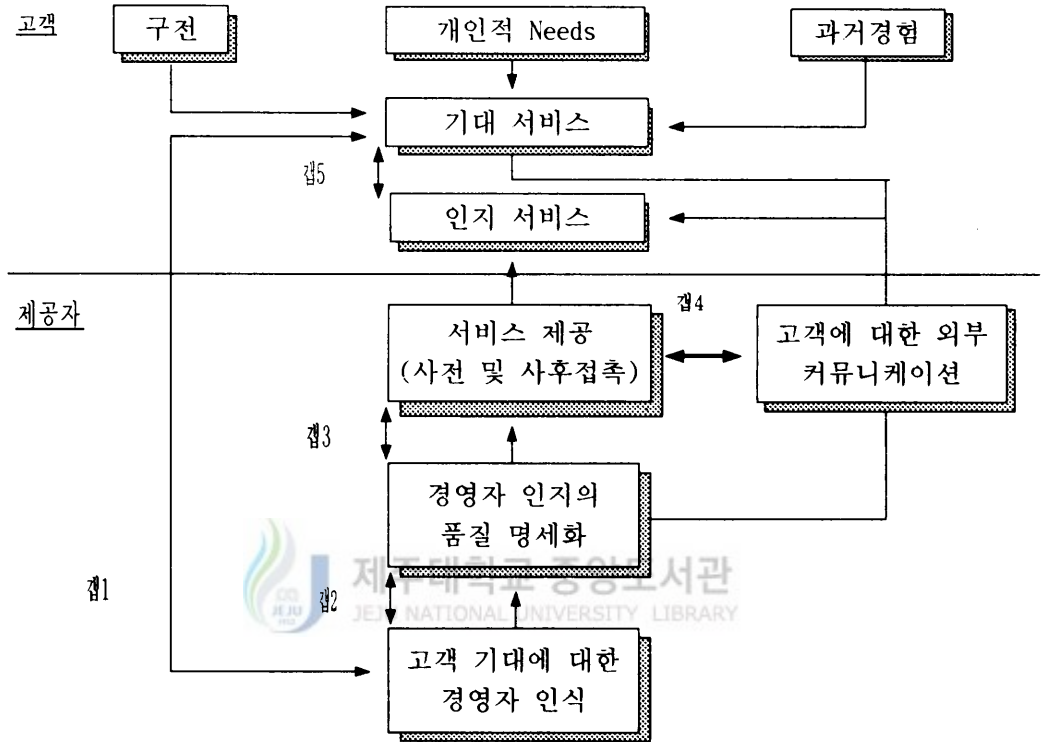 고객
구전
개인적 Needs
과거경험
기대 서비스
갭5
인지 서비스
제공자
서비스 제공
(사전 및 사후접촉)
갭4
고객에 대한 외부
커뮤니케이션
갭3
경영자 인지의
품질 명세화
제주대학교 중앙도서관
JEJU NATIONAL UNIVERSITY LIBRARY
JEJU
1952
갭1
갭2
고객 기대에 대한
경영자 인식